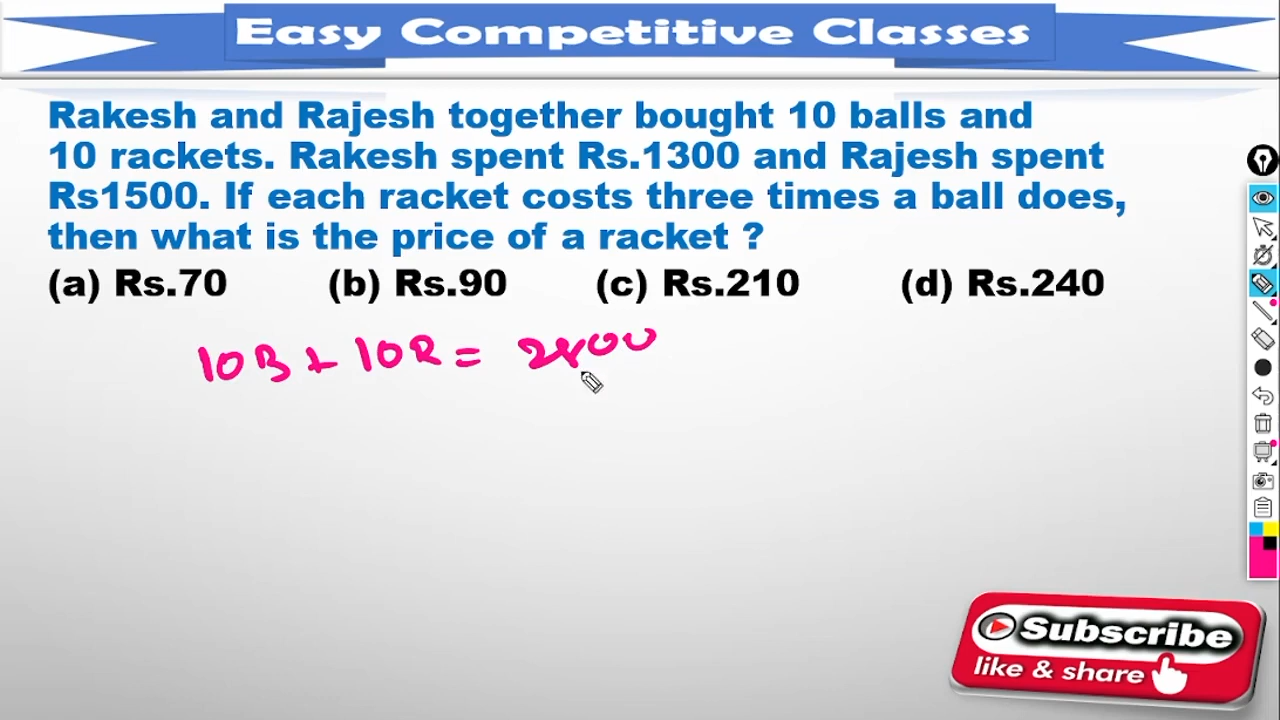 Easy Competitive Classes
Rakesh and Rajesh together bought 10 balls and
10 rackets. Rakesh spent Rs.1300 and Rajesh spent
Rs1500. If each racket costs three times a ball does,
then what is the price of a racket ?
(a) Rs.70 (b) Rs.90 (c) Rs.210 (d) Rs.240
10B + 10R = 2800
Subscribe
like & share